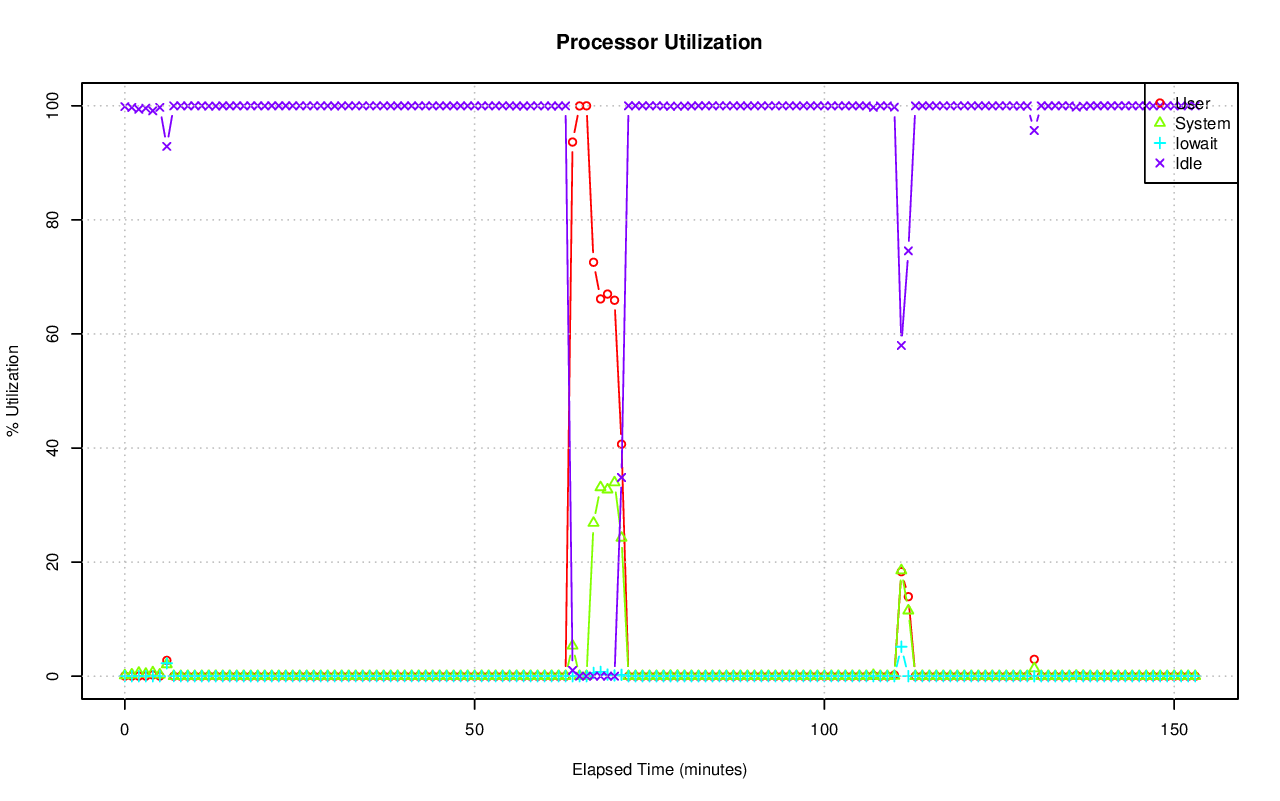 Processor Utilization
% Utilization
100
80
60
40
20
0
User
System
Iowait
Idle
0 50 100 150
Elapsed Time (minutes)